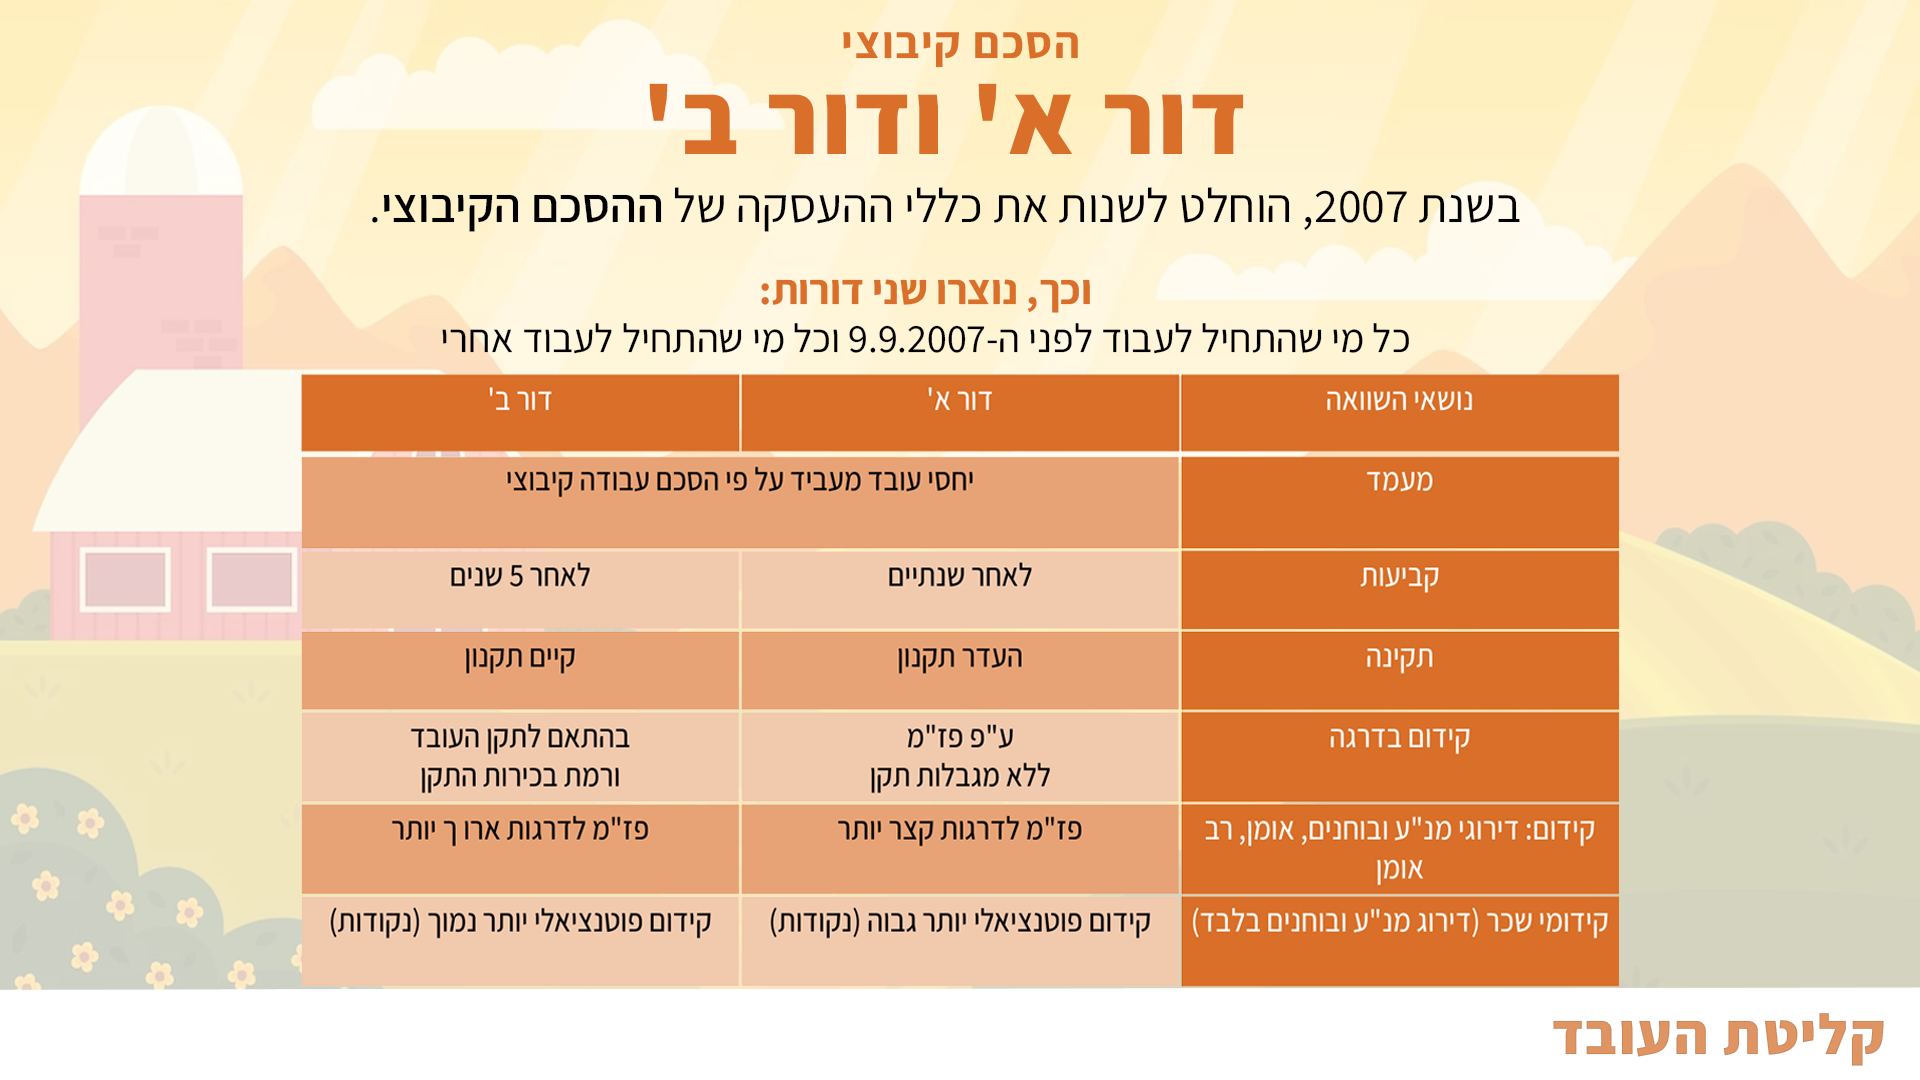 הסכם קיבוצי
דור א' ודור ב'
בשנת 2007, הוחלט לשנות את כללי ההעסקה של ההסכם הקיבוצי.
וכך, נוצרו שני דורות:
כל מי שהתחיל לעבוד לפני ה-9.9.2007 וכל מי שהתחיל לעבוד אחרי
נושאי השוואה דור א' דור ב'
מעמד יחסי עובד מעביד על פי הסכם עבודה קיבוצי
קביעות לאחר שנתיים לאחר 5 שנים
תקינה העדר תקנון קיים תקנון
קידום בדרגה ע"פ פז"מ בהתאם לתקן העובד
ללא מגבלות תקן ורמת בכירות התקן
קידום: דירוגי מנ"ע ובוחנים, אומן, רב פז"מ לדרגות קצר יותר פז"מ לדרגות ארו ך יותר
אומן
קידומי שכר (דירוג מנ"ע ובוחנים בלבד) קידום פוטנציאלי יותר גבוה (נקודות) קידום פוטנציאלי יותר נמוך (נקודות)
קליטת העובד